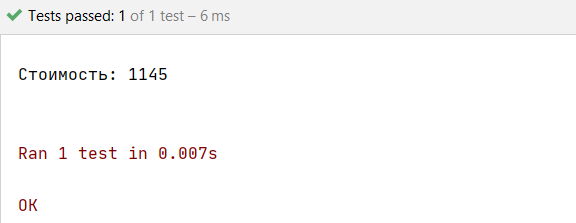 Tests passed: 1 of 1 test – 6 ms
Стоимость: 1145
Ran 1 test in 0.007s
OK